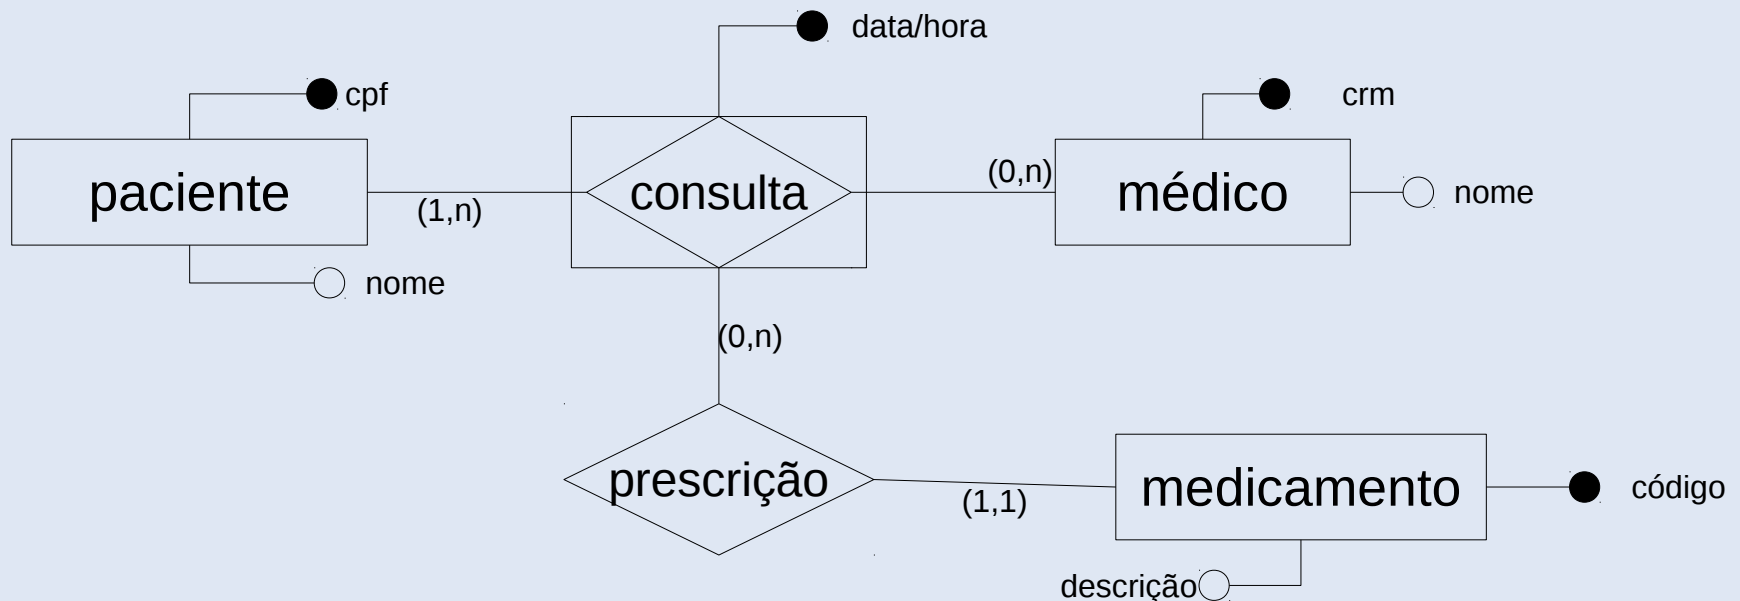 data/hora
cpf
crm
paciente
(1,n)
consulta
(0,n)
médico
nome
nome
(0,n)
prescrição
(1,1)
medicamento
código
descrição